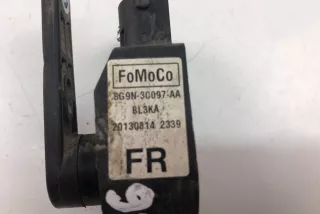 FoMoCo
8G9N-3C097-AA
8L3KA
20130814 2339
FR